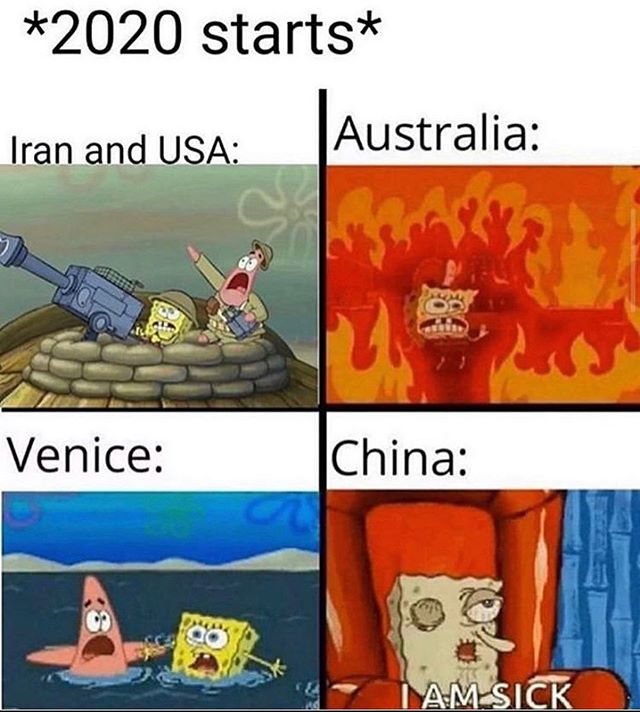 *2020 starts*
Iran and USA:
Australia:
Venice:
China:
I AM SICK